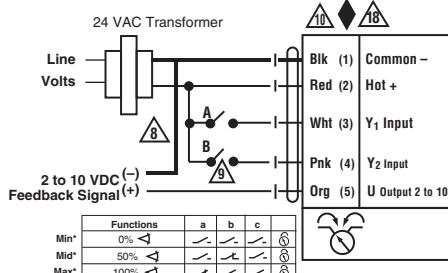 24 VAC Transformer
Line
Volts
10
18
Blk (1) Common –
Red (2) Hot +
A
Wht (3) Y1 Input
8
B
9
Pnk (4) Y2 Input
2 to 10 VDC (–)
Feedback Signal (+)
Org (5) U Output 2 to 10
Functions a b c
Min* 0%
Mid* 50%
Max* 100%